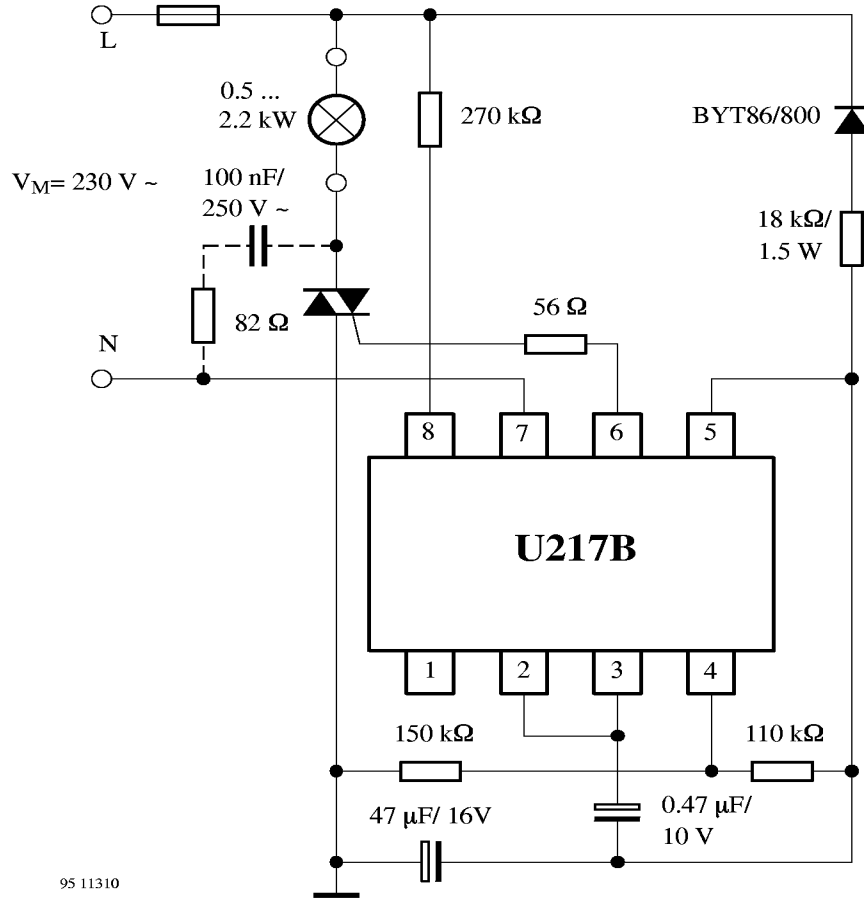 L
0.5 ...
2.2 kW
270 kΩ
BYT86/800
V_M= 230 V ~
100 nF/
250 V ~
18 kΩ/
1.5 W
82 Ω
56 Ω
N
8
7
6
5
U217B
1
2
3
4
150 kΩ
110 kΩ
47 μF/ 16V
0.47 μF/
10 V
95 11310